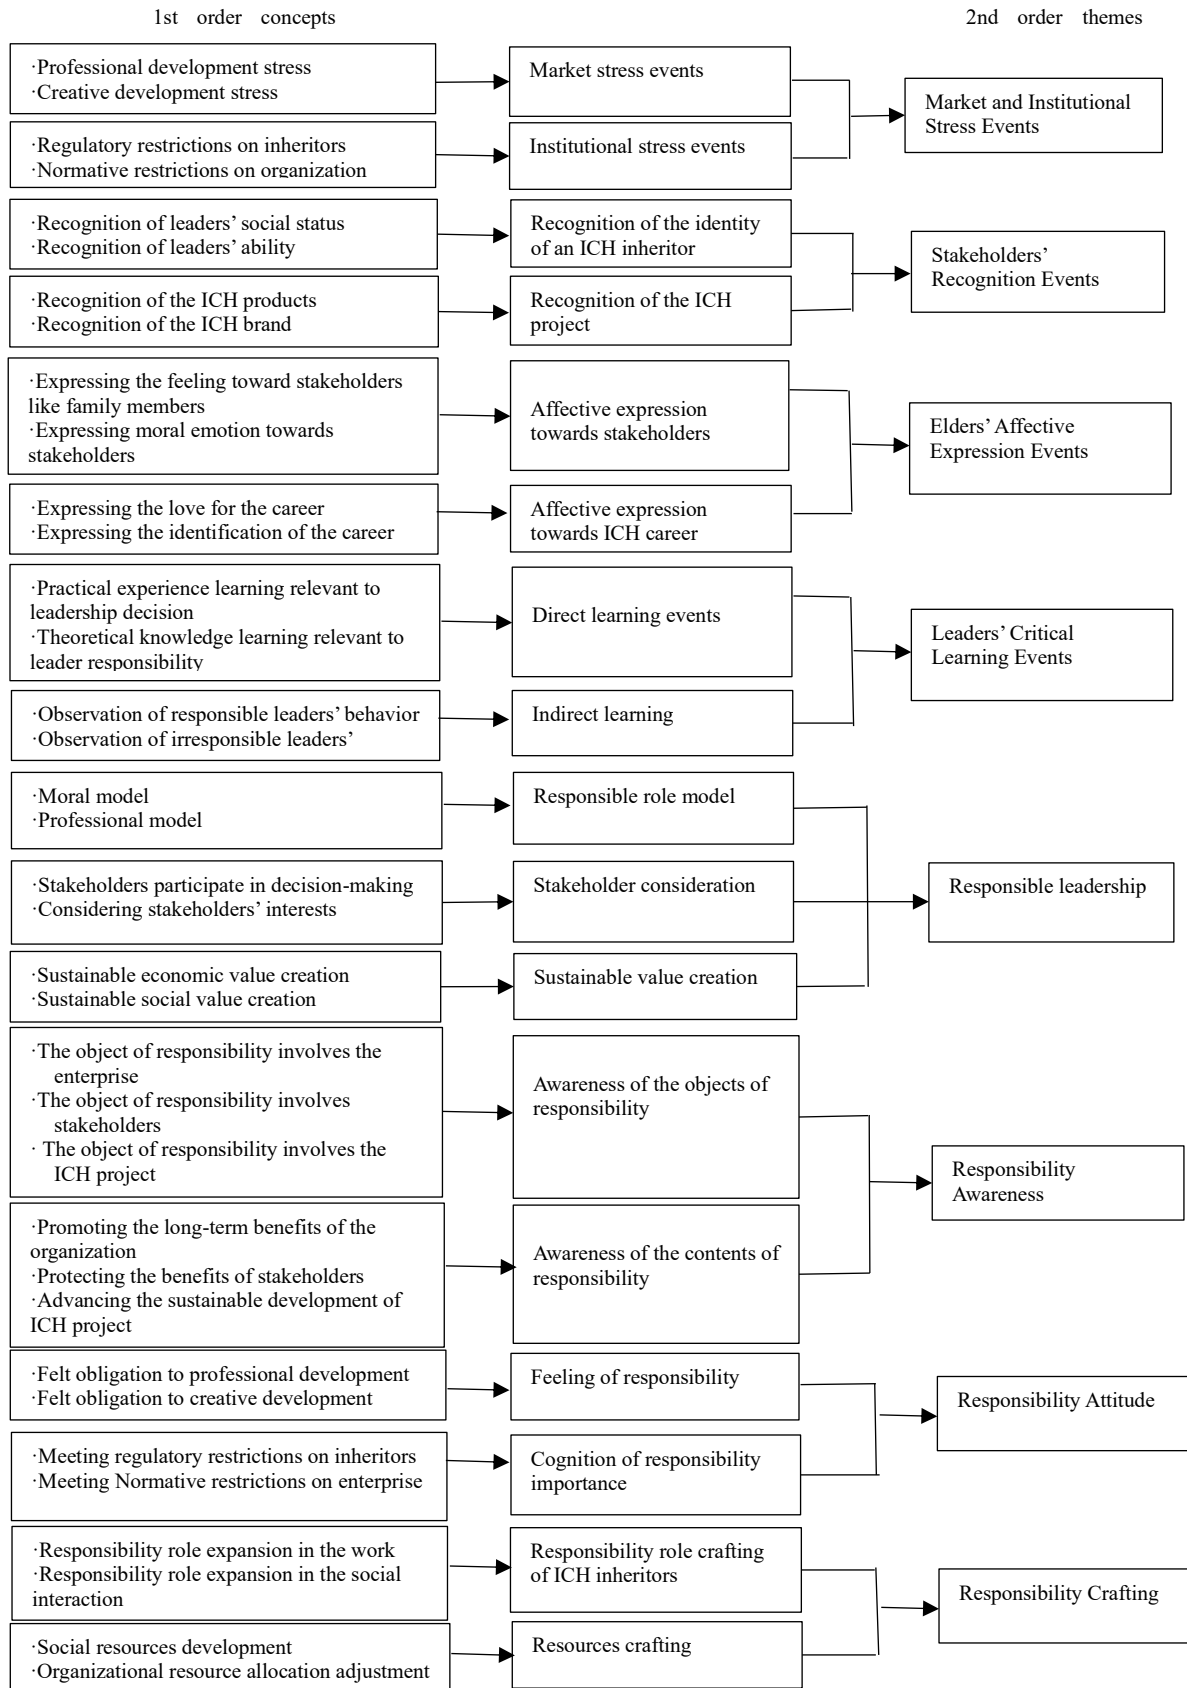 1st order concepts
2nd order themes
·Professional development stress
·Creative development stress
Market stress events
Market and Institutional
Stress Events
·Regulatory restrictions on inheritors
·Normative restrictions on organization
Institutional stress events
·Recognition of leaders’ social status
·Recognition of leaders’ ability
Recognition of the identity
of an ICH inheritor
Stakeholders’
Recognition Events
·Recognition of the ICH products
·Recognition of the ICH brand
Recognition of the ICH
project
·Expressing the feeling toward stakeholders
like family members
·Expressing moral emotion towards
stakeholders
Affective expression
towards stakeholders
Elders’ Affective
Expression Events
·Expressing the love for the career
·Expressing the identification of the career
Affective expression
towards ICH career
·Practical experience learning relevant to
leadership decision
·Theoretical knowledge learning relevant to
leader responsibility
Direct learning events
Leaders’ Critical
Learning Events
·Observation of responsible leaders’ behavior
·Observation of irresponsible leaders’
Indirect learning
·Moral model
·Professional model
Responsible role model
·Stakeholders participate in decision-making
·Considering stakeholders’ interests
Stakeholder consideration
Responsible leadership
·Sustainable economic value creation
·Sustainable social value creation
Sustainable value creation
·The object of responsibility involves the
enterprise
·The object of responsibility involves
stakeholders
· The object of responsibility involves the
ICH project
Awareness of the objects of
responsibility
Responsibility
Awareness
·Promoting the long-term benefits of the
organization
·Protecting the benefits of stakeholders
·Advancing the sustainable development of
ICH project
Awareness of the contents of
responsibility
·Felt obligation to professional development
·Felt obligation to creative development
Feeling of responsibility
Responsibility Attitude
·Meeting regulatory restrictions on inheritors
·Meeting Normative restrictions on enterprise
Cognition of responsibility
importance
·Responsibility role expansion in the work
·Responsibility role expansion in the social
interaction
Responsibility role crafting
of ICH inheritors
Responsibility Crafting
·Social resources development
·Organizational resource allocation adjustment
Resources crafting